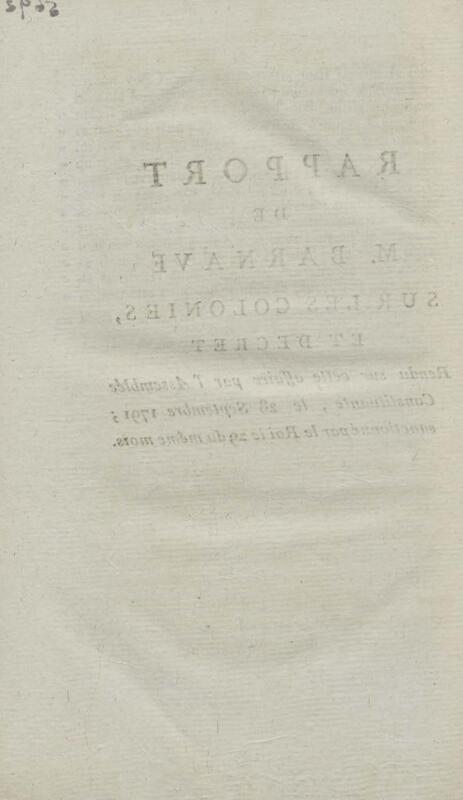 RAPPORT
DE
M. BARNAVE
SUR LES COLONIES,
ET DÉCRET
Rendu sur cette affaire par l'Assemblée
Constituante, le 28 Septembre 1791;
sanctionné par le Roi le 29 du même mois.